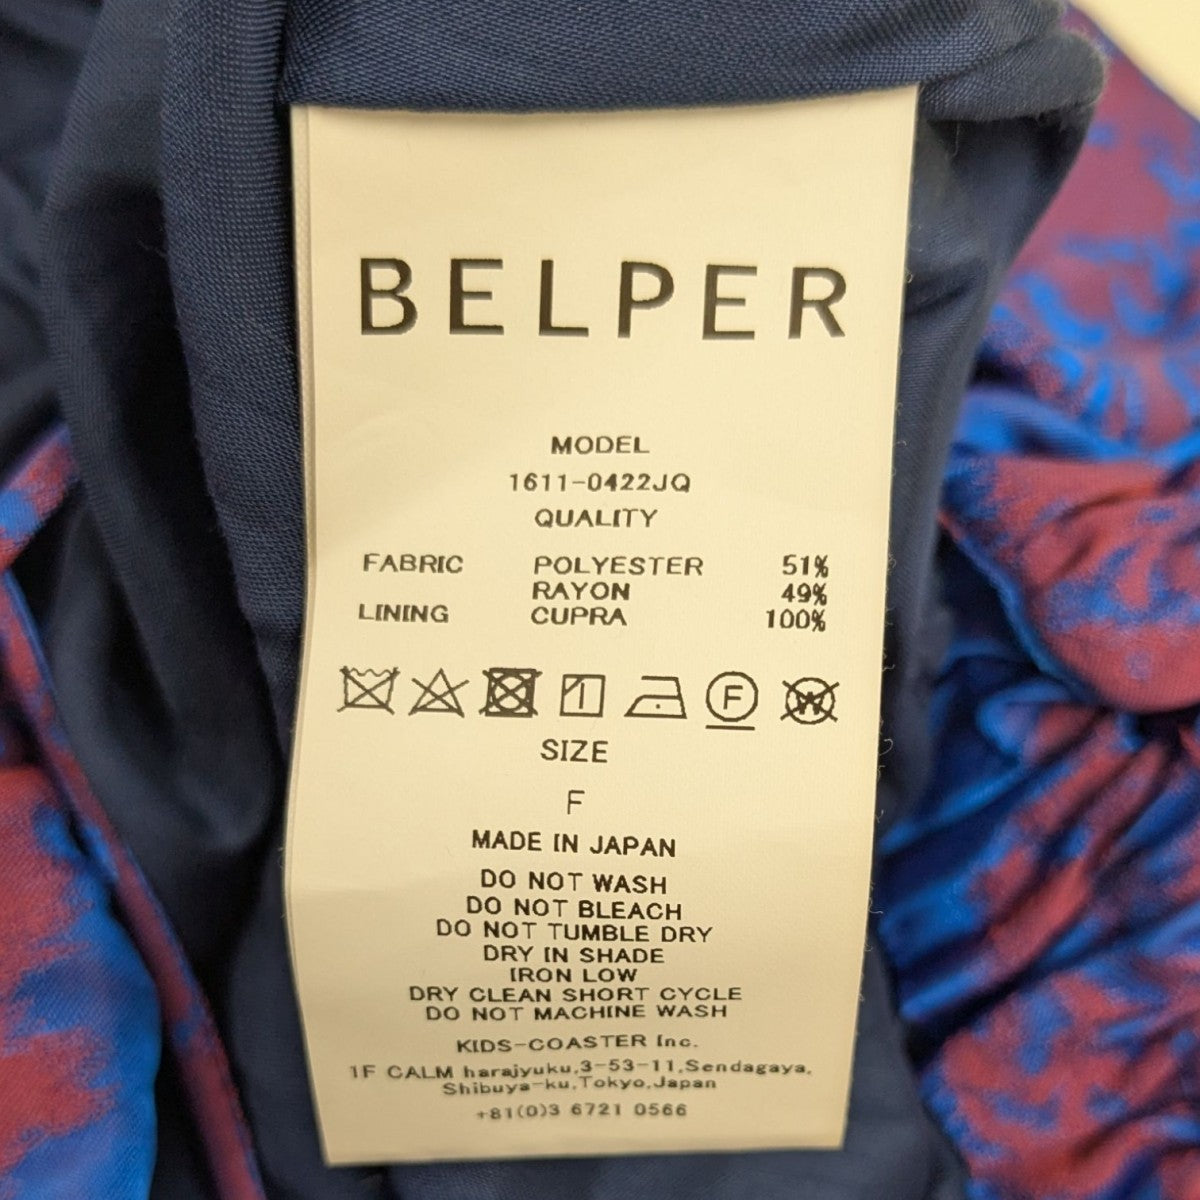 BELPER
MODEL
1611-0422JQ
QUALITY
FABRIC POLYESTER 51%
RAYON 49%
LINING CUPRA 100%
1 F W
SIZE
F
MADE IN JAPAN
DO NOT WASH
DO NOT BLEACH
DO NOT TUMBLE DRY
DRY IN SHADE
IRON LOW
DRY CLEAN SHORT CYCLE
DO NOT MACHINE WASH
KIDS-COASTER Inc.
1F CALM harajyuku,3-53-11,Sendagaya,
Shibuya-ku,Tokyo,Japan
+81(0)3 6721 0566